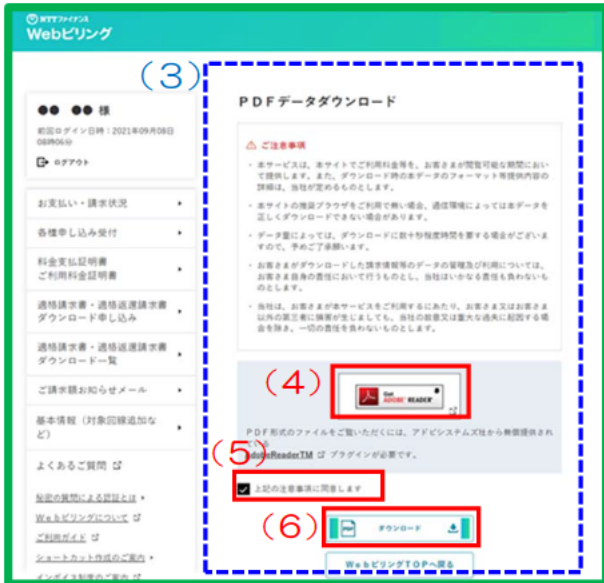 NTTファイナンス
Webビリング
(3)
●● ●● 様
初回ログイン日時：2021年09月08日
08時06分
ログアウト
お支払い・請求状況
各種申し込み受付
料金支払証明書
ご利用料金証明書
適格請求書・適格返還請求書
ダウンロード申し込み
適格請求書・適格返還請求書
ダウンロード一覧
ご請求額お知らせメール
基本情報（対象回線追加な
ど）
よくあるご質問
秘密の質問による認証とは
Webビリングについて
ご利用ガイド
ショートカット作成のご案内
インボイス制度のご案内
PDFデータダウンロード
ご注意事項
・本サービスは、本サイトでご利用料金等を、お客さまが閲覧可能な期間におい
て提供します。また、ダウンロード時の本データのフォーマット等提供内容の
詳細は、当社が定めるものとします。
・本サイトの推奨ブラウザをご利用で無い場合、通信環境によっては本データを
正しくダウンロードできない場合があります。
・データ量によっては、ダウンロードに数十秒程度時間を要する場合がございま
すので、予めご了承願います。
・お客さまがダウンロードした請求情報等のデータの管理及び利用については、
お客さま自身の責任において行うものとし、当社はいかなる責任も負わないも
のとします。
・当社は、お客さまが本サービスをご利用するにあたり、お客さま又はお客さま
以外の第三者に損害が生じましても、当社の故意又は重大な過失に起因する場
合を除き、一切の責任を負わないものとします。
(4)
Get
ADOBE READER
PDF形式のファイルをご覧いただくには、アドビシステムズ社から無償提供され
ている
AdobeReaderTM プラグインが必要です。
(5)
上記の注意事項に同意します
(6)
PDF
ダウンロード
WebビリングTOPへ戻る